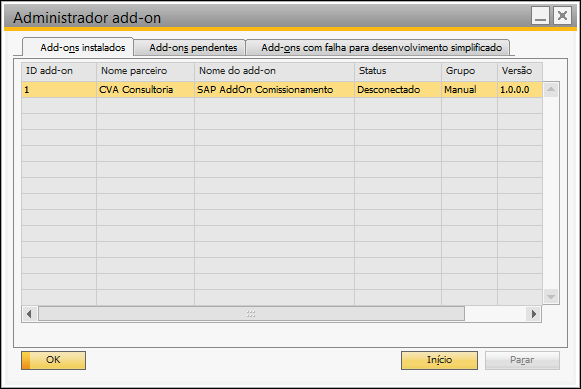 Administrador add-on
Add-ons instalados Add-ons pendentes Add-ons com falha para desenvolvimento simplificado
ID add-on Nome parceiro Nome do add-on Status Grupo Versão
1 CVA Consultoria SAP AddOn Comissionamento Desconectado Manual 1.0.0.0
OK Início Parar